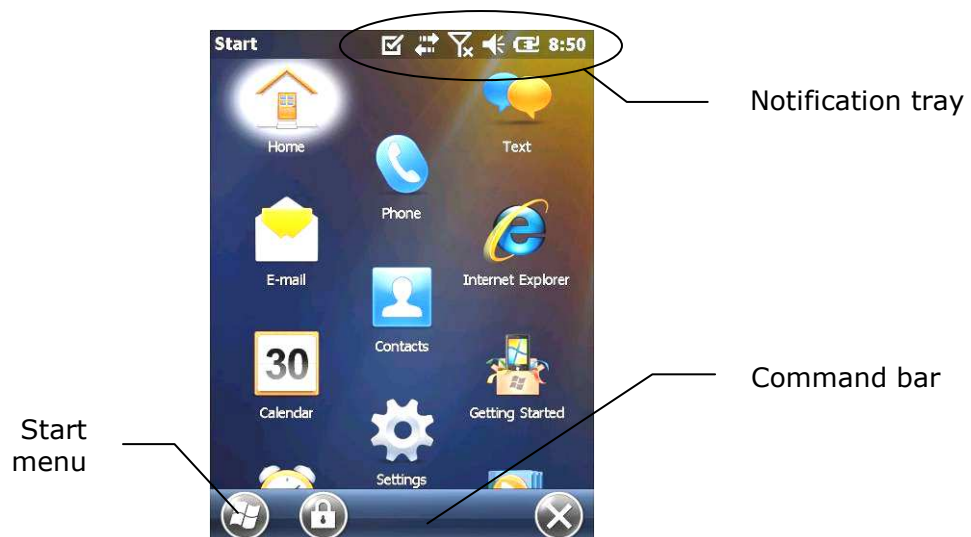 Start
8:50
Notification tray
Home
Text
Phone
E-mail
Internet Explorer
Contacts
30
Calendar
Getting Started
Command bar
Start
menu
Settings